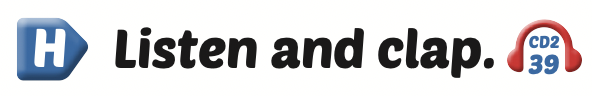 H Listen and clap. CD2 39